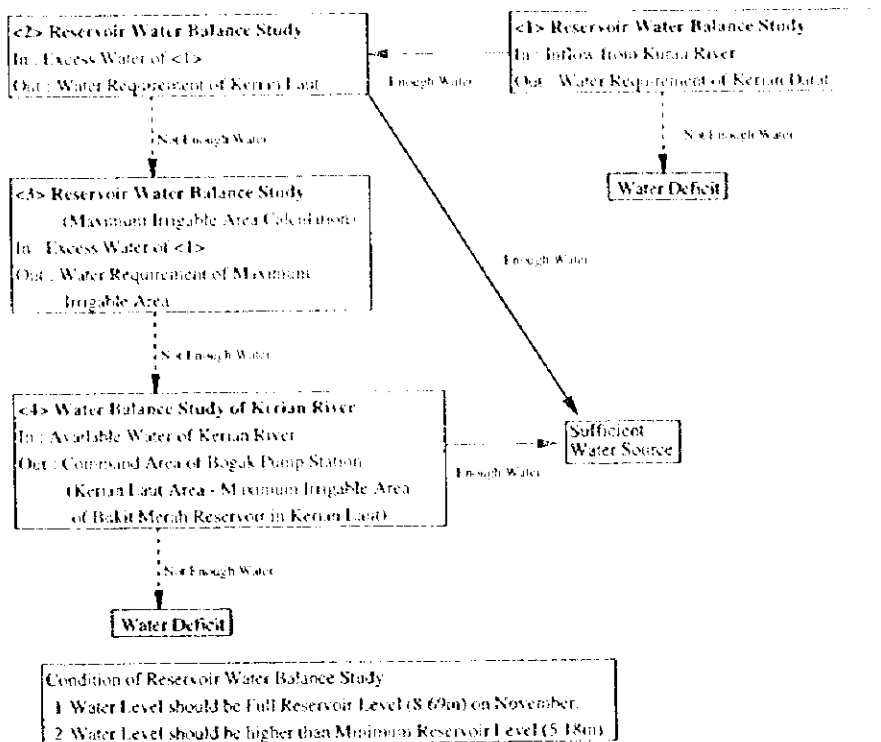 <2> Reservoir Water Balance Study
In : Excess Water of <1>
Out : Water Requirement of Kerian Laut
Enough Water
<1> Reservoir Water Balance Study
In : Inflow from Kurau River
Out : Water Requirement of Kerian Darat
Not Enough Water
Not Enough Water
Water Deficit
<3> Reservoir Water Balance Study
(Maximum Irrigable Area Calculation)
In : Excess Water of <1>
Out : Water Requirement of Maximum
Irrigable Area
Enough Water
Not Enough Water
<4> Water Balance Study of Kerian River
In : Available Water of Kerian River
Out : Command Area of Bogak Pump Station
(Kerian Laut Area - Maximum Irrigable Area
of Bukit Merah Reservoir in Kerian Laut)
Enough Water
Sufficient
Water Source
Not Enough Water
Water Deficit
Condition of Reservoir Water Balance Study
1 Water Level should be Full Reservoir Level (8.69m) on November.
2 Water Level should be higher than Minimum Reservoir Level (5.18m)